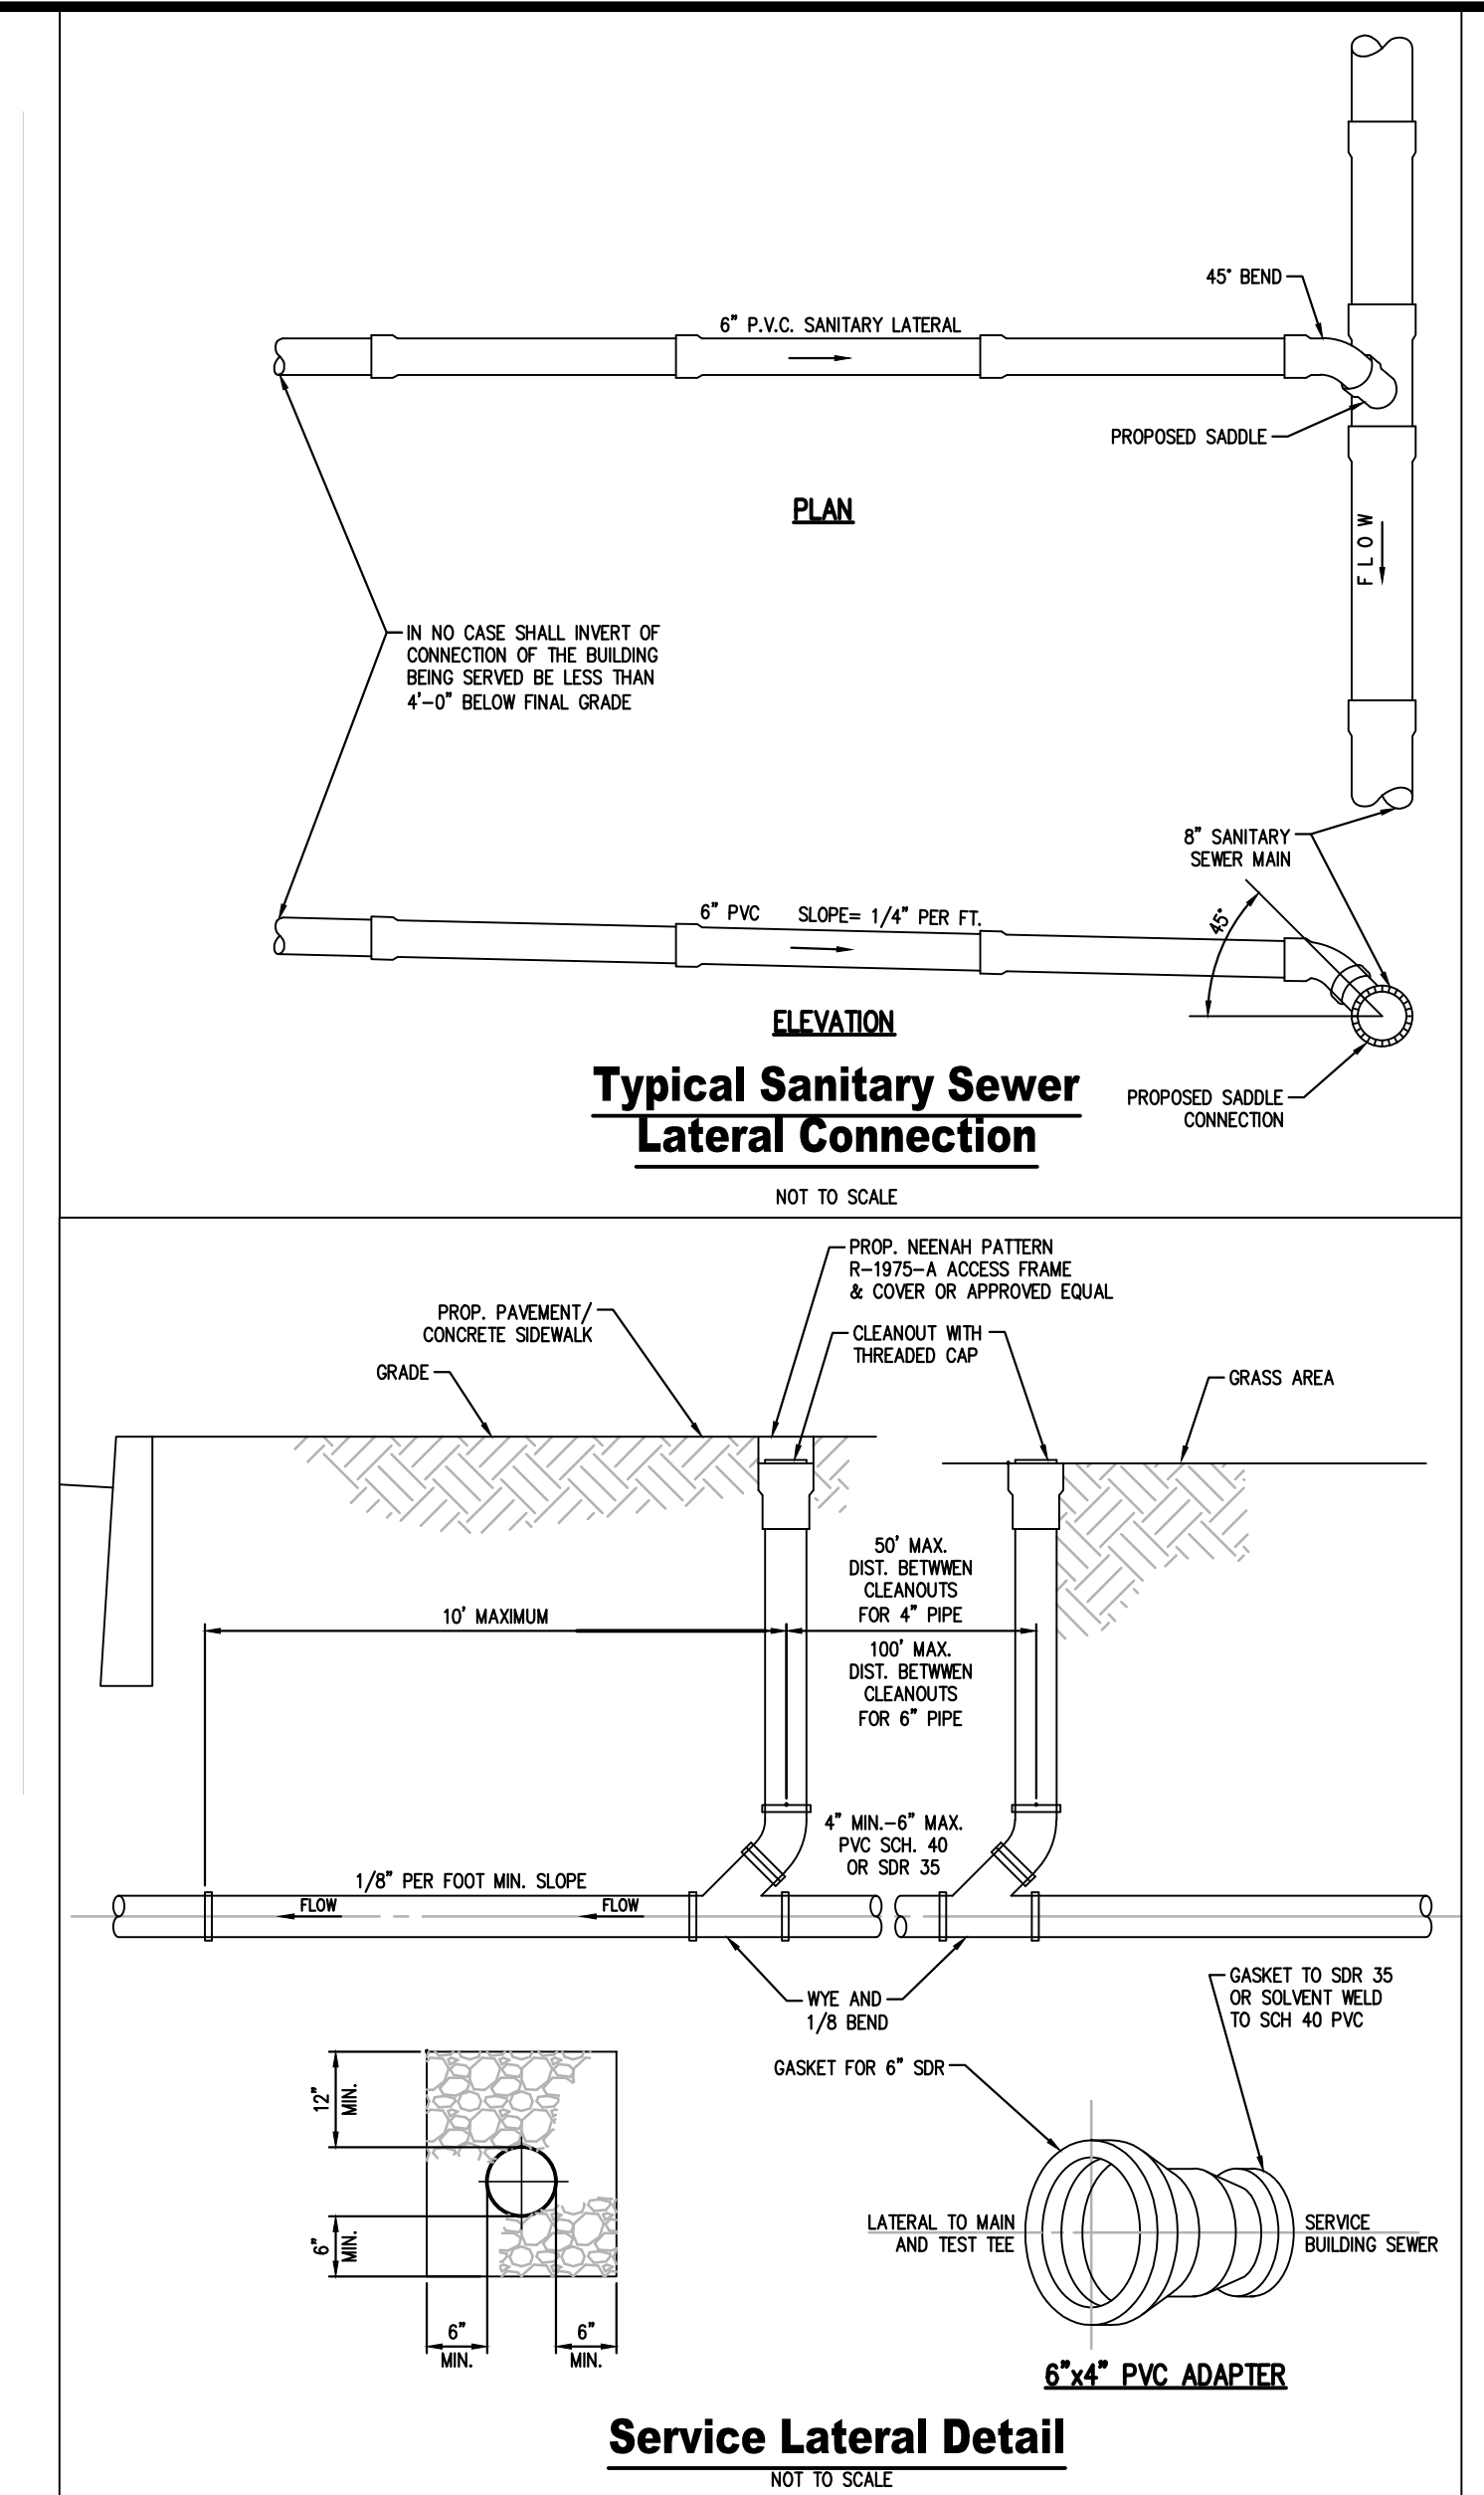 45° BEND
6" P.V.C. SANITARY LATERAL
PROPOSED SADDLE
PLAN
FLOW
IN NO CASE SHALL INVERT OF
CONNECTION OF THE BUILDING
BEING SERVED BE LESS THAN
4'-0" BELOW FINAL GRADE
8" SANITARY
SEWER MAIN
6" PVC SLOPE= 1/4" PER FT.
45°
ELEVATION
PROPOSED SADDLE
CONNECTION
Typical Sanitary Sewer
Lateral Connection
NOT TO SCALE
PROP. NEENAH PATTERN
R-1975-A ACCESS FRAME
& COVER OR APPROVED EQUAL
PROP. PAVEMENT/
CONCRETE SIDEWALK
CLEANOUT WITH
THREADED CAP
GRADE
GRASS AREA
50' MAX.
DIST. BETWWEN
CLEANOUTS
FOR 4" PIPE
10' MAXIMUM
100' MAX.
DIST. BETWWEN
CLEANOUTS
FOR 6" PIPE
4" MIN.-6" MAX.
PVC SCH. 40
OR SDR 35
1/8" PER FOOT MIN. SLOPE
FLOW
FLOW
WYE AND
1/8 BEND
GASKET TO SDR 35
OR SOLVENT WELD
TO SCH 40 PVC
GASKET FOR 6" SDR
12"
MIN.
6"
MIN.
LATERAL TO MAIN
AND TEST TEE
SERVICE
BUILDING SEWER
6"
MIN.
6"
MIN.
6"x4" PVC ADAPTER
Service Lateral Detail
NOT TO SCALE